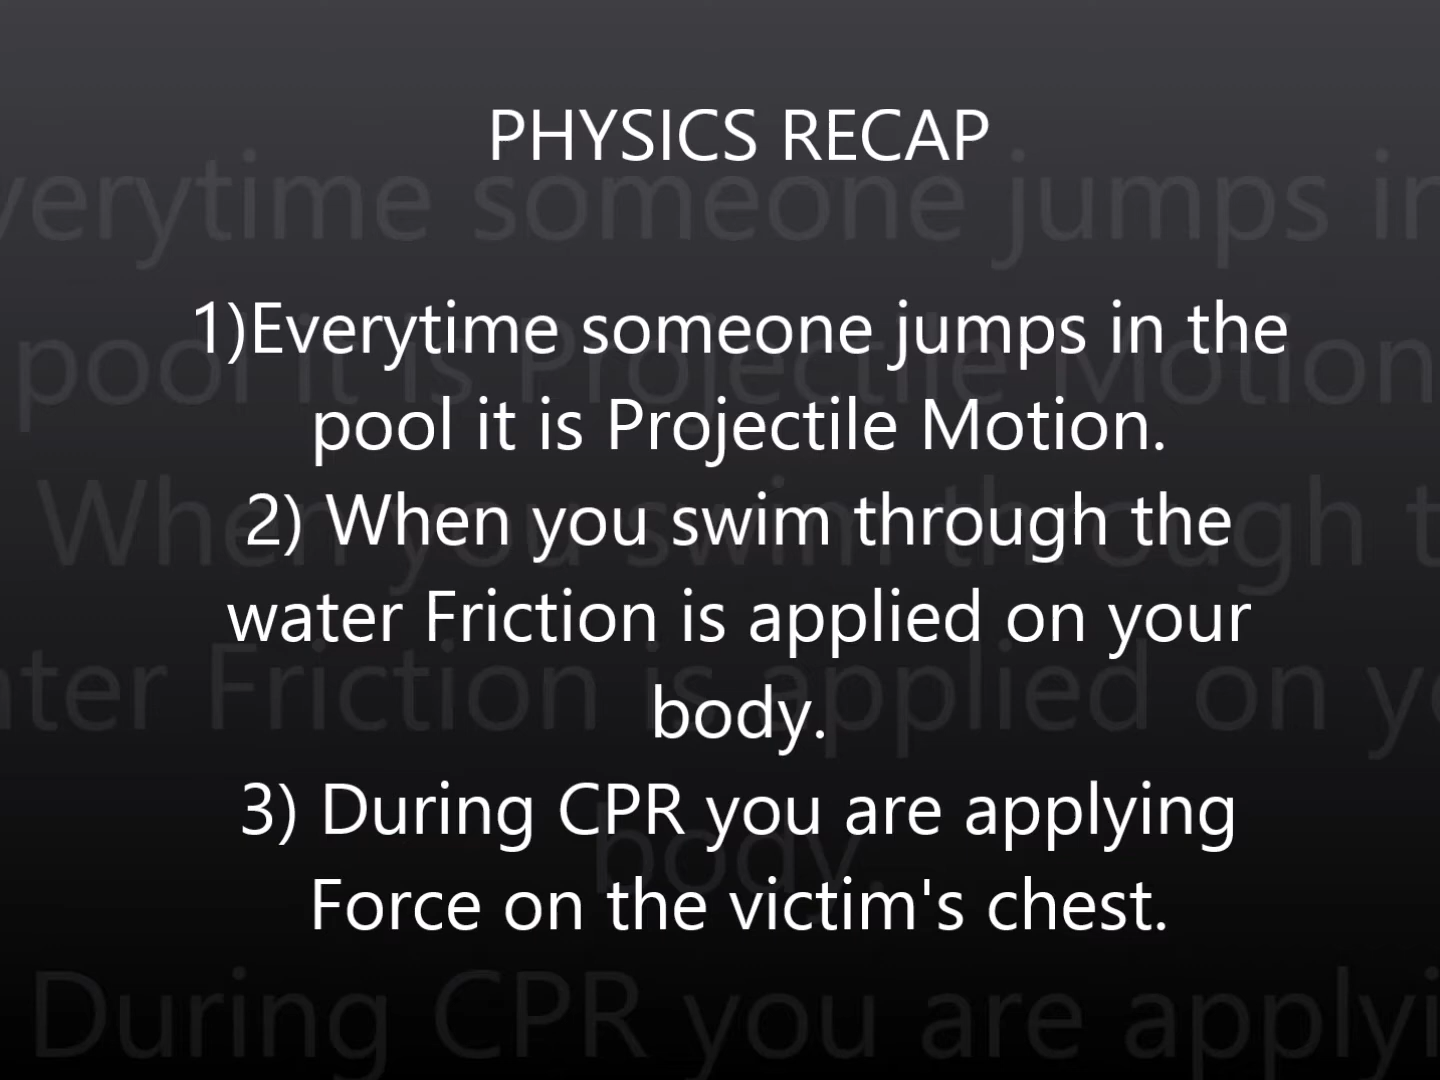 PHYSICS RECAP
1)Everytime someone jumps in the
pool it is Projectile Motion.
2) When you swim through the
water Friction is applied on your
body.
3) During CPR you are applying
Force on the victim's chest.